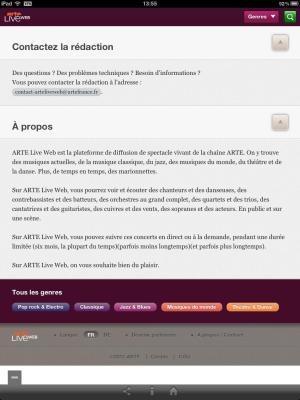 iPad VPN 13:55 92%
arte
LIVE WEB Genres
Contactez la rédaction
Des questions ? Des problèmes techniques ? Besoin d'informations ?
Vous pouvez contacter la rédaction à l'adresse :
contact-arteliveweb@artefrance.fr.
À propos
ARTE Live Web est la plateforme de diffusion de spectacle vivant de la chaîne ARTE. On y trouve
des musiques actuelles, de la musique classique, du jazz, des musiques du monde, du théâtre et de
la danse. Plus, de temps en temps, des marionnettes.
Sur ARTE Live Web, vous pourrez voir et écouter des chanteurs et des danseuses, des
contrebassistes et des batteurs, des orchestres au grand complet, des quartets et des trios, des
cantatrices et des guitaristes, des cuivres et des vents, des sopranes et des acteurs. En public et sur
une scène.
Sur ARTE Live Web, vous pouvez suivre ces concerts en direct ou à la demande, pendant une durée
limitée (six mois, la plupart du temps)(parfois moins longtemps)(et parfois plus longtemps).
Sur ARTE Live Web, on vous souhaite bien du plaisir.
Tous les genres
Pop rock & Electro Classique Jazz & Blues Musiques du monde Théâtre & Danse
arte
LIVE WEB Langue FR DE Devenir partenaire A propos / Contact
©2012 ARTE Crédits CGU